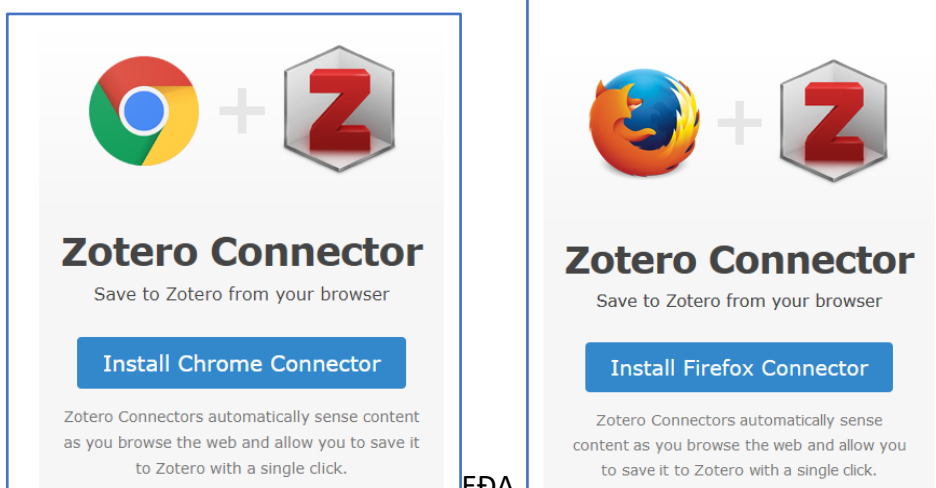 Z
Zotero Connector
Save to Zotero from your browser
Install Chrome Connector
Zotero Connectors automatically sense content
as you browse the web and allow you to save it
to Zotero with a single click.
EÐA
Z
Zotero Connector
Save to Zotero from your browser
Install Firefox Connector
Zotero Connectors automatically sense
content as you browse the web and allow you
to save it to Zotero with a single click.